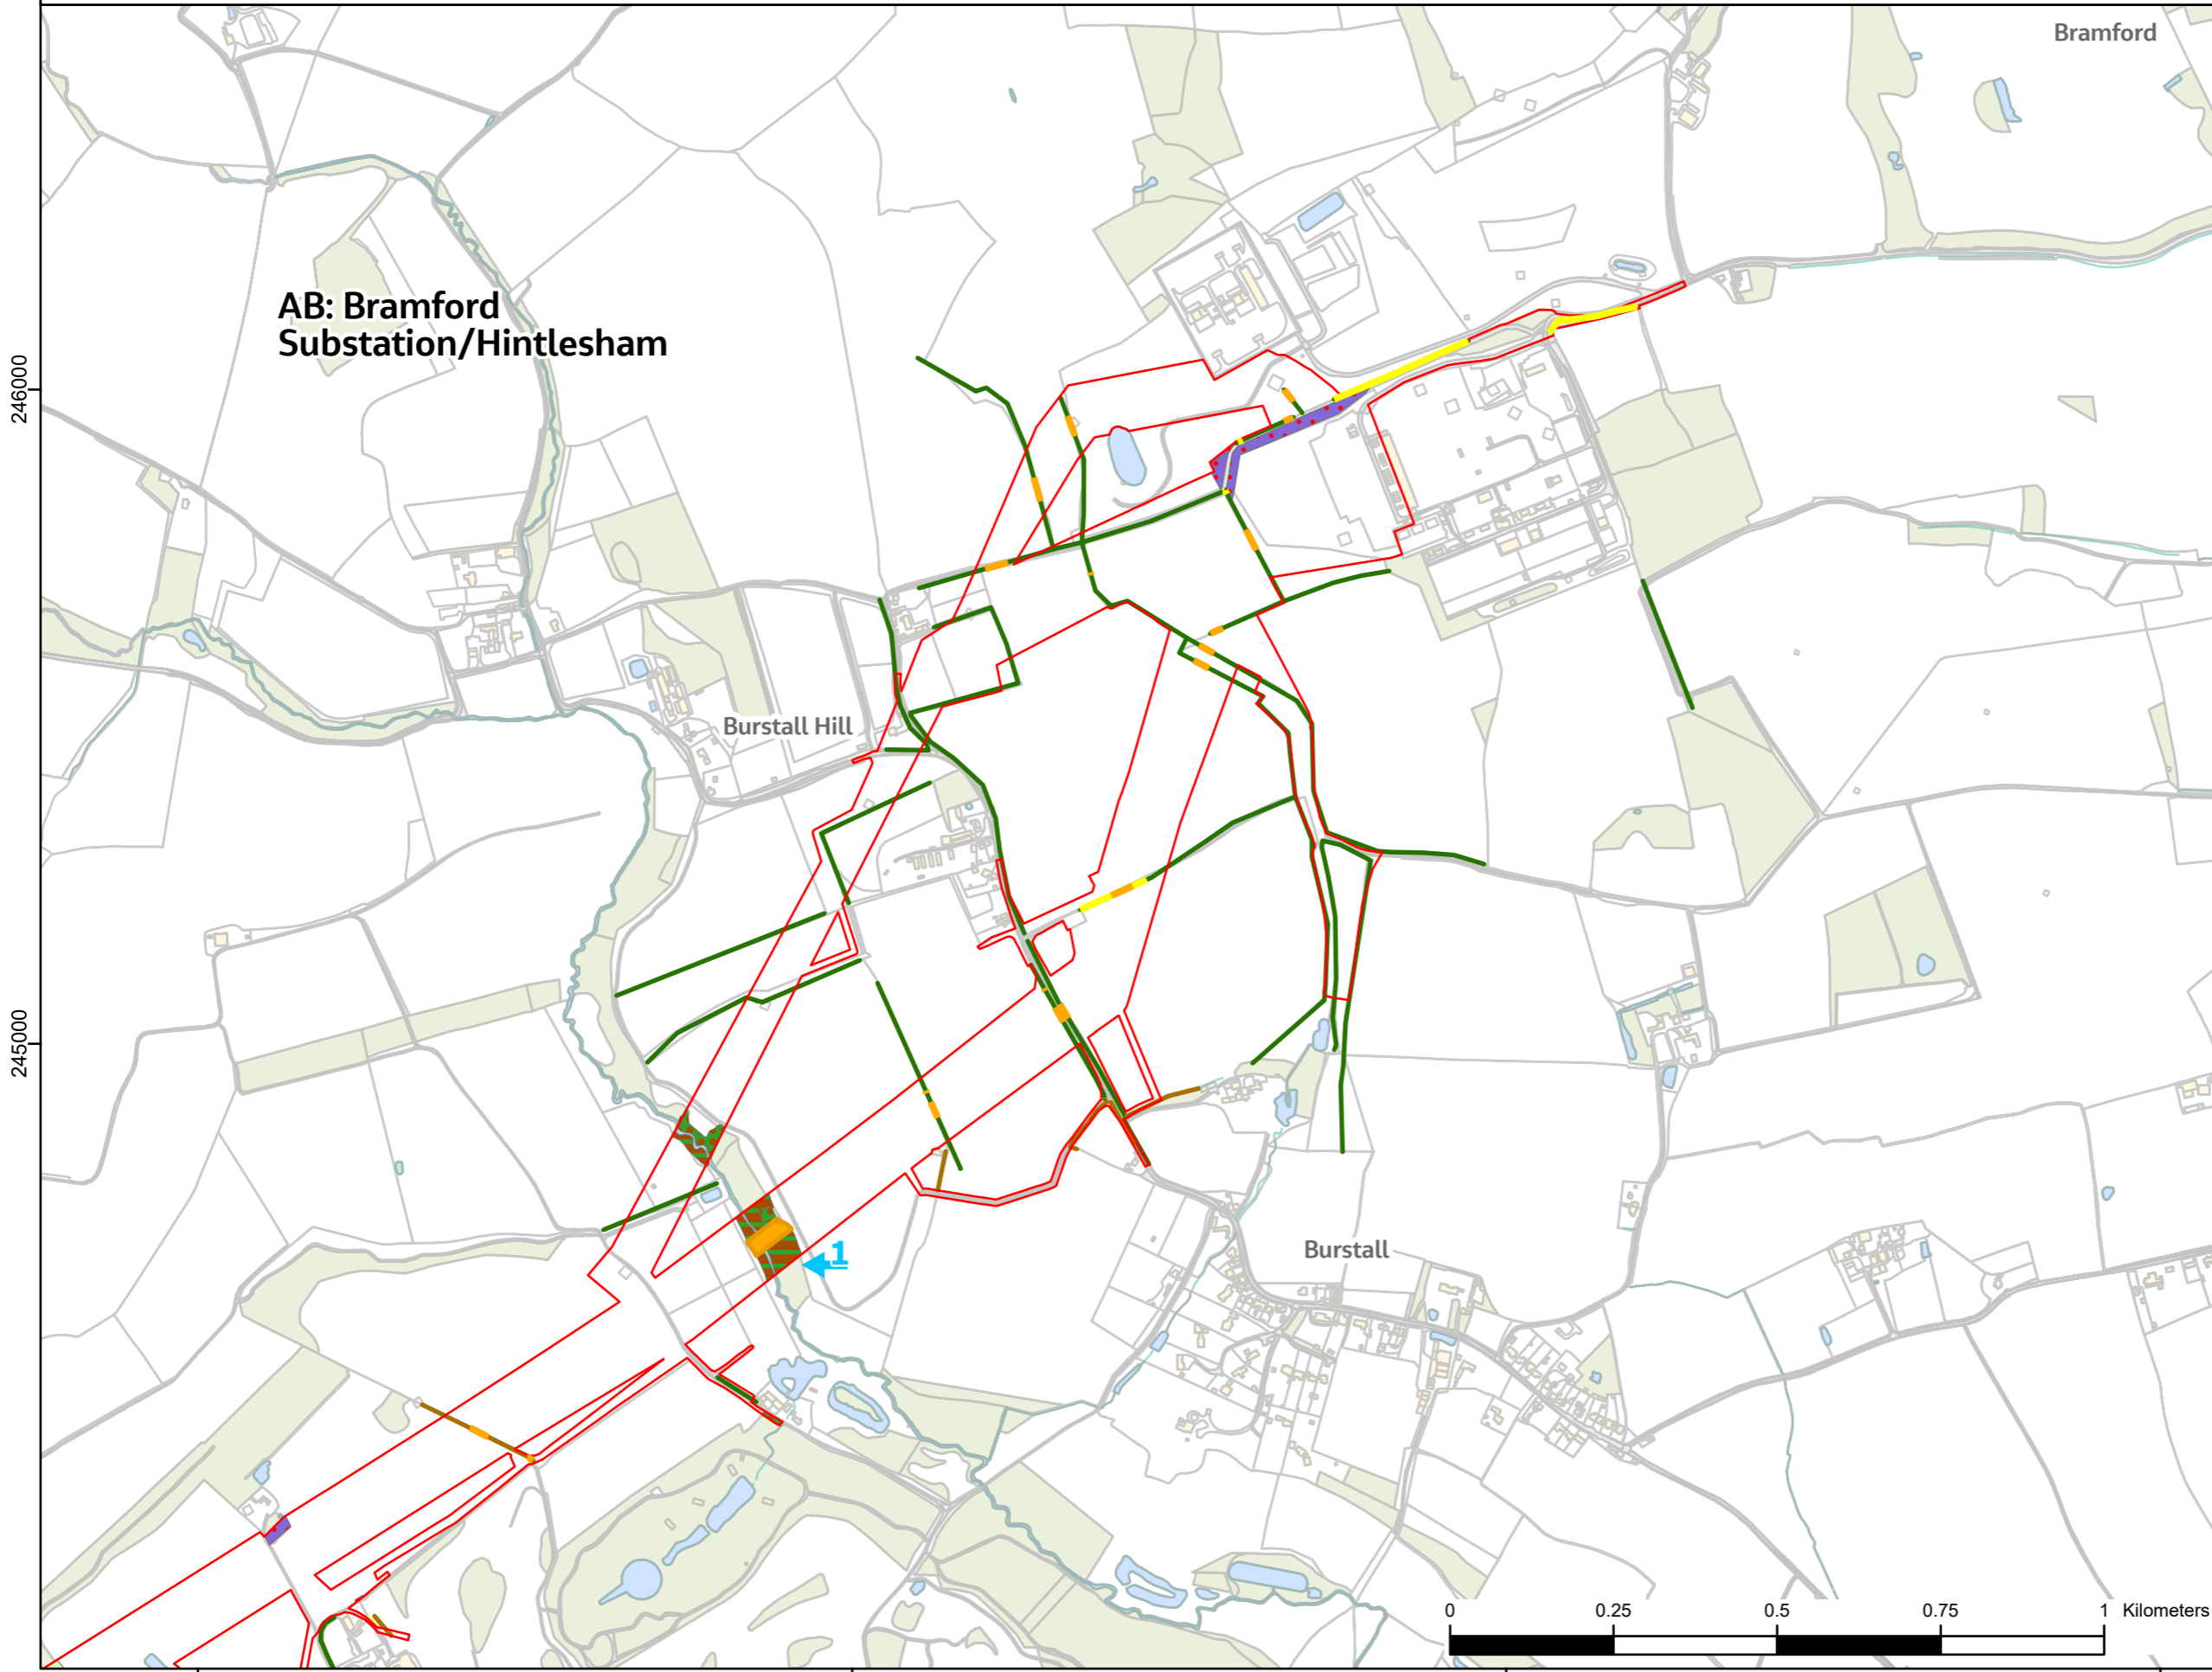 Bramford
AB: Bramford
Substation/Hintlesham
246000
Burstall Hill
245000
1
Burstall
0 0.25 0.5 0.75 1 Kilometers